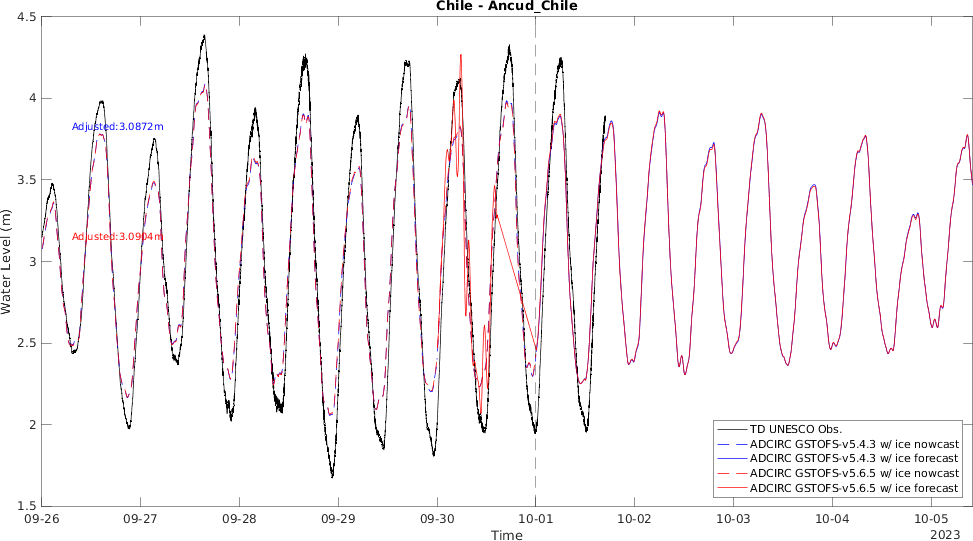 Chile - Ancud_Chile
4.5
4
3.5
3
2.5
2
1.5
Water Level (m)
Adjusted:3.0872m
Adjusted:3.0904m
TD UNESCO Obs.
ADCIRC GSTOFS-v5.4.3 w/ ice nowcast
ADCIRC GSTOFS-v5.4.3 w/ ice forecast
ADCIRC GSTOFS-v5.6.5 w/ ice nowcast
ADCIRC GSTOFS-v5.6.5 w/ ice forecast
09-26 09-27 09-28 09-29 09-30 10-01 10-02 10-03 10-04 10-05
Time
2023